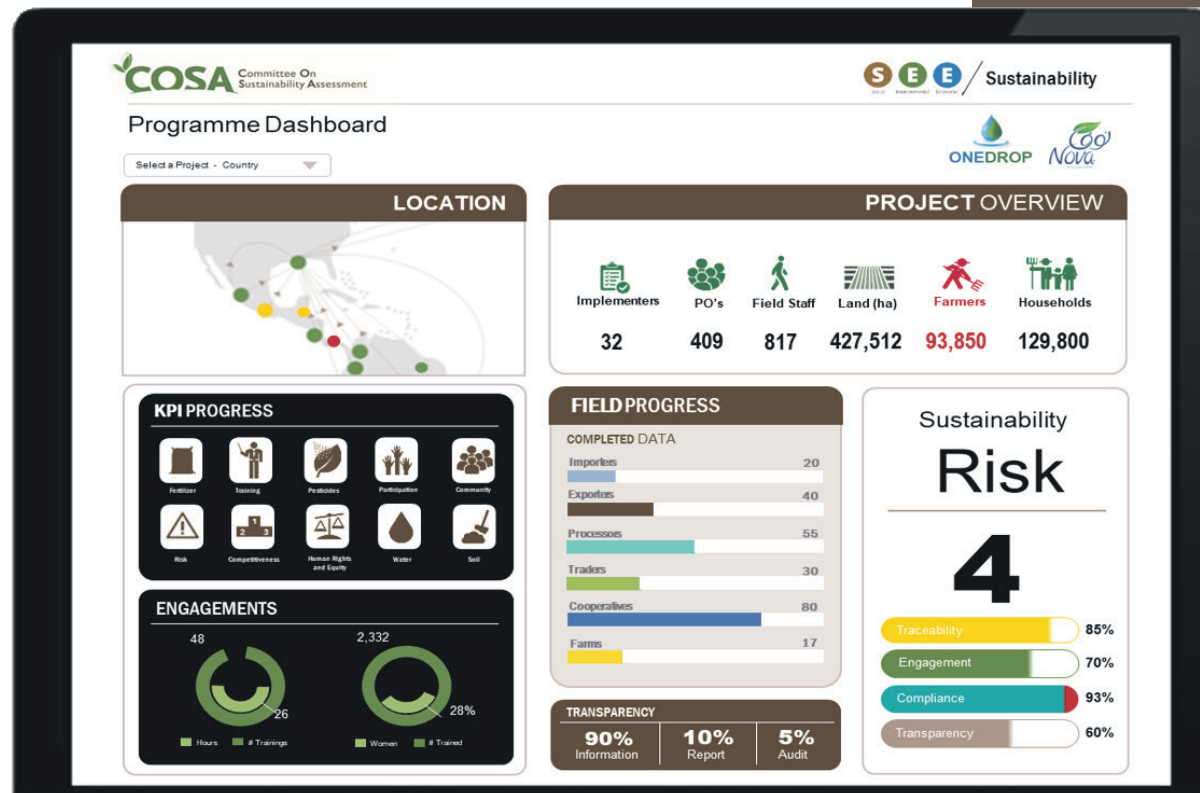 COSA Committee On
Sustainability Assessment
S E E / Sustainability
Programme Dashboard
Select a Project - Country
ONEDROP
CooNova
LOCATION
PROJECT OVERVIEW
Implementers PO's Field Staff Land (ha) Farmers Households
32 409 817 427,512 93,850 129,800
KPI PROGRESS
Fertilizer Training Pesticides Participation Community
1
2 3
Risk Competitiveness Human Rights and Equity Water Soil
ENGAGEMENTS
48 2,332
26 28%
Hours # Trainings Women # Trained
FIELD PROGRESS
COMPLETED DATA
Importers 20
Exporters 40
Processors 55
Traders 30
Cooperatives 80
Farms 17
TRANSPARENCY
90% 10% 5%
Information Report Audit
Sustainability
Risk
4
Traceability 85%
Engagement 70%
Compliance 93%
Transparency 60%